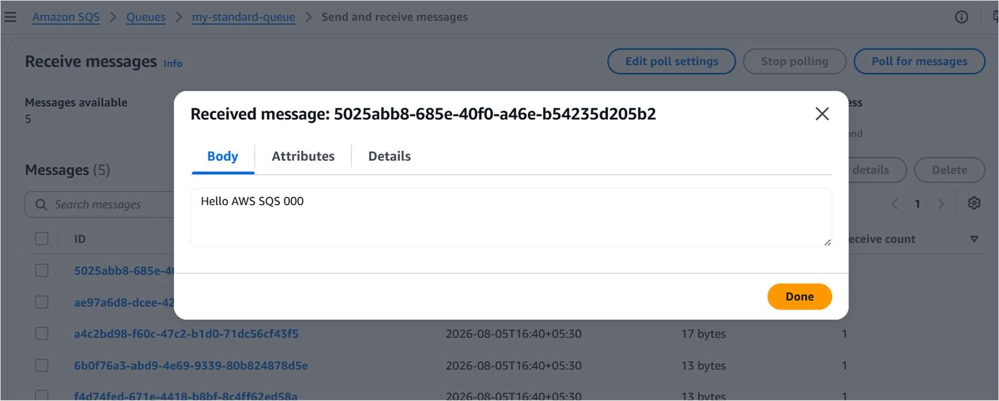 Amazon SQS > Queues > my-standard-queue > Send and receive messages
Receive messages Info
Edit poll settings Stop polling Poll for messages
Messages available
5
Received message: 5025abb8-685e-40f0-a46e-b54235d205b2
Body Attributes Details
Hello AWS SQS 000
Done
Messages (5)
details Delete
Search messages
1
ID
eceive count
5025abb8-685e-4
ae97a6d8-dcee-42
a4c2bd98-f60c-47c2-b1d0-71dc56cf43f5 2026-08-05T16:40+05:30 17 bytes 1
6b0f76a3-abd9-4e69-9339-80b824878d5e 2026-08-05T16:40+05:30 13 bytes 1
f4d74fed-671e-4418-b8bf-8c4ff62ed58a 2026-08-05T16:40+05:30 13 bytes 1